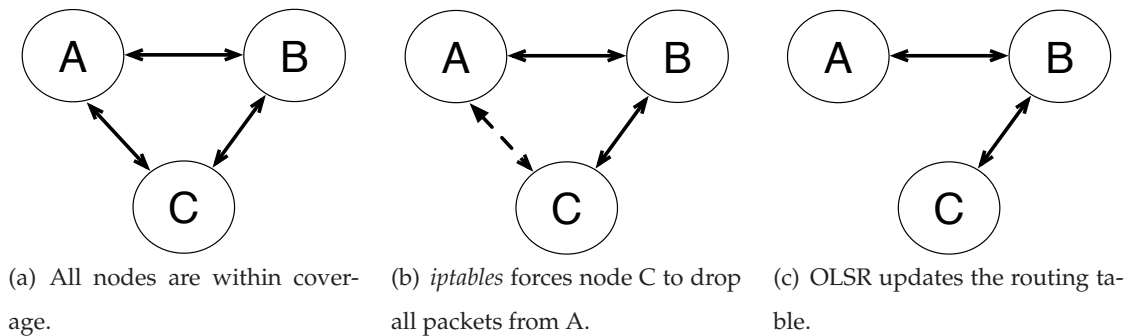 A
B
C
A
B
C
A
B
C
(a) All nodes are within cover-
age.
(b) iptables forces node C to drop
all packets from A.
(c) OLSR updates the routing ta-
ble.